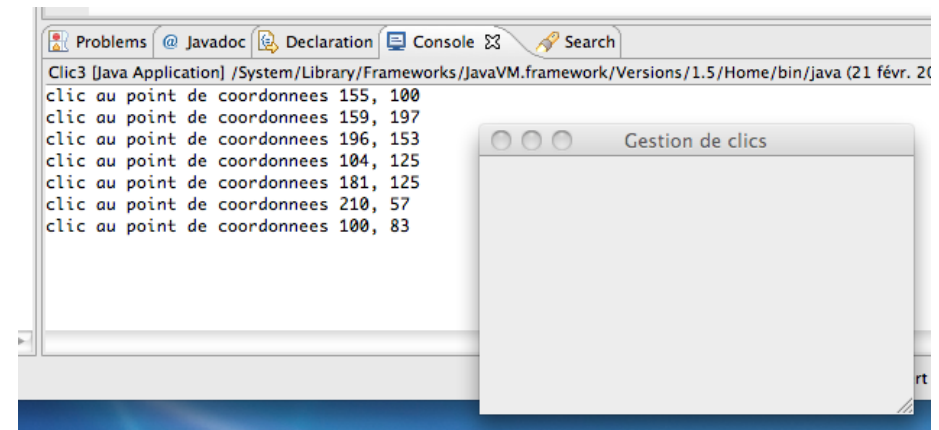 Problems @ Javadoc Declaration Console Search
Clic3 [Java Application] /System/Library/Frameworks/JavaVM.framework/Versions/1.5/Home/bin/java (21 févr. 20
clic au point de coordonnees 155, 100
clic au point de coordonnees 159, 197
clic au point de coordonnees 196, 153
clic au point de coordonnees 104, 125
clic au point de coordonnees 181, 125
clic au point de coordonnees 210, 57
clic au point de coordonnees 100, 83
Gestion de clics
rt